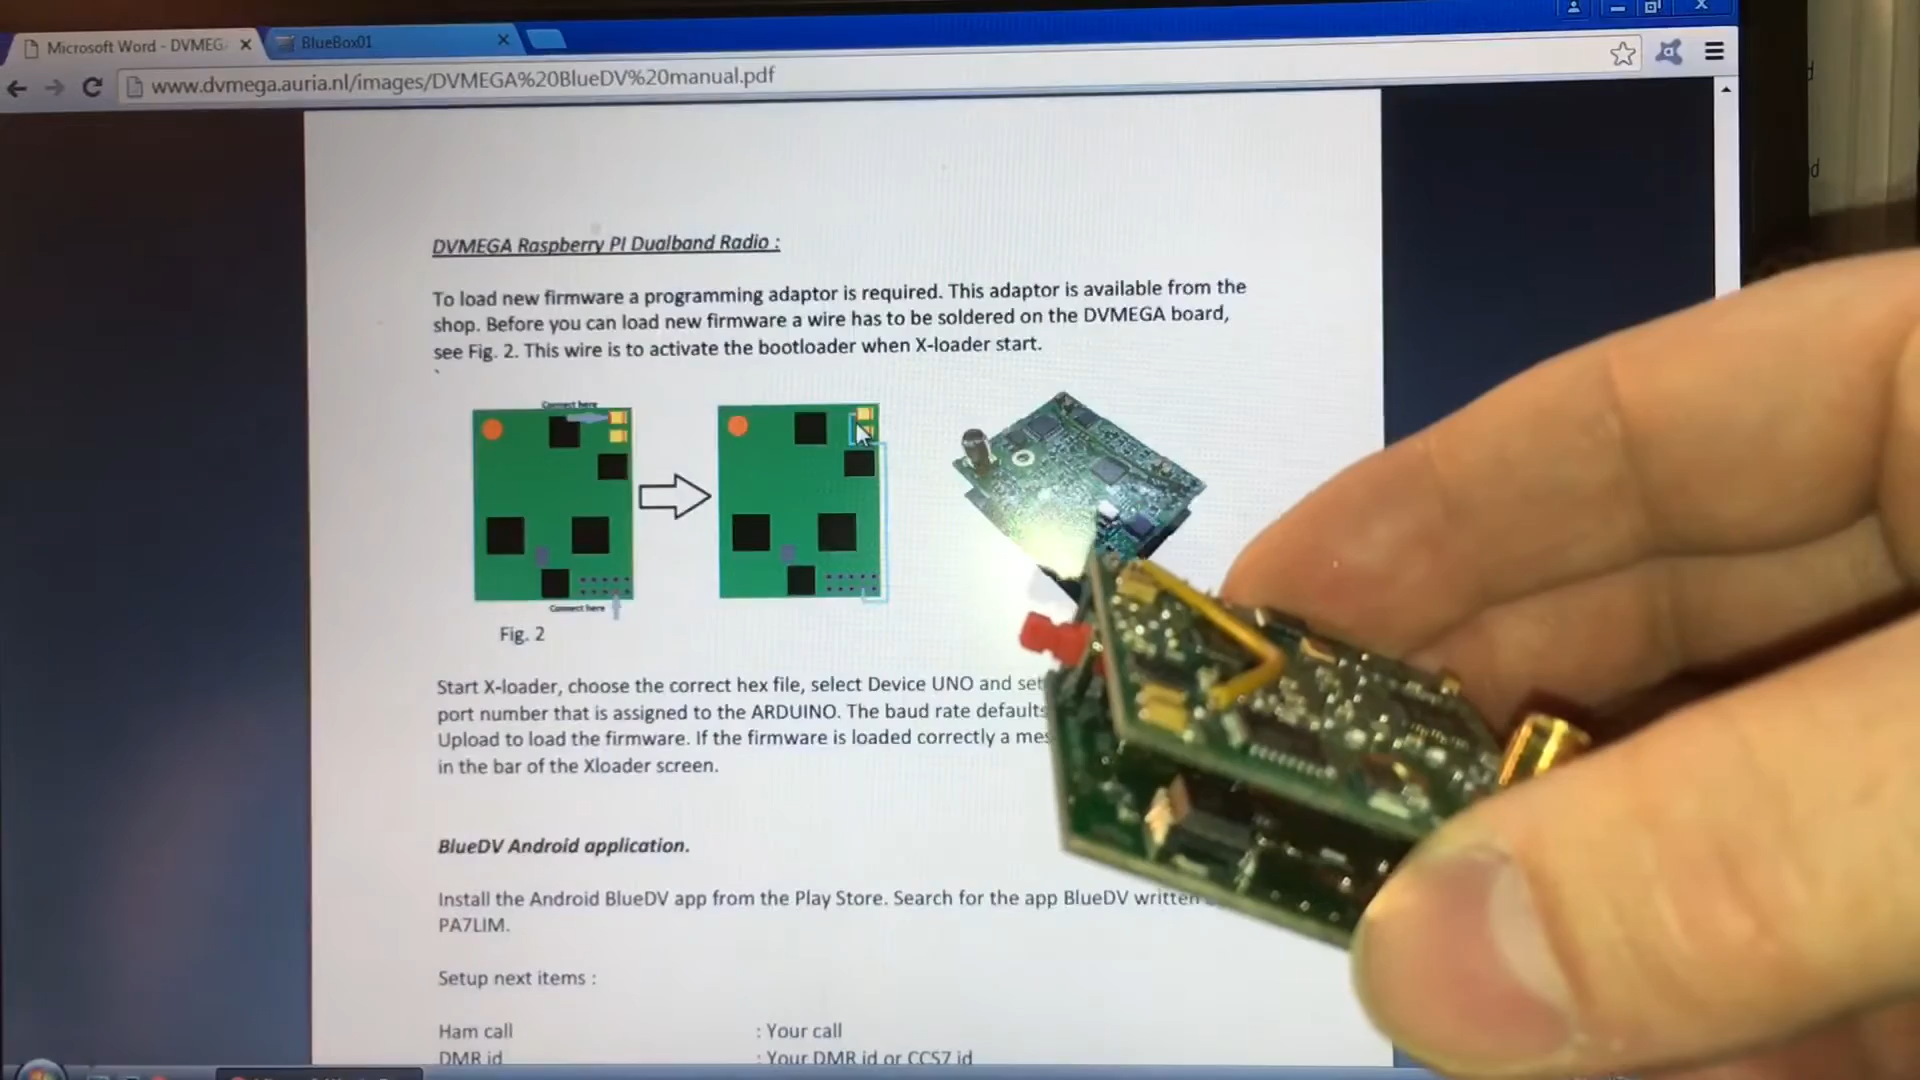 Microsoft Word - DVMEGA
BlueBox01
www.dvmega.auria.nl/images/DVMEGA%20BlueDV%20manual.pdf
DVMEGA Raspberry PI Dualband Radio :
To load new firmware a programming adaptor is required. This adaptor is available from the
shop. Before you can load new firmware a wire has to be soldered on the DVMEGA board,
see Fig. 2. This wire is to activate the bootloader when X-loader start.
Connect here
Connect here
Fig. 2
Start X-loader, choose the correct hex file, select Device UNO and set
port number that is assigned to the ARDUINO. The baud rate defaults
Upload to load the firmware. If the firmware is loaded correctly a
in the bar of the Xloader screen.
BlueDV Android application.
Install the Android BlueDV app from the Play Store. Search for the app BlueDV written
PA7LIM.
Setup next items :
Ham call : Your call
DMR id : Your DMR id or CCS7 id